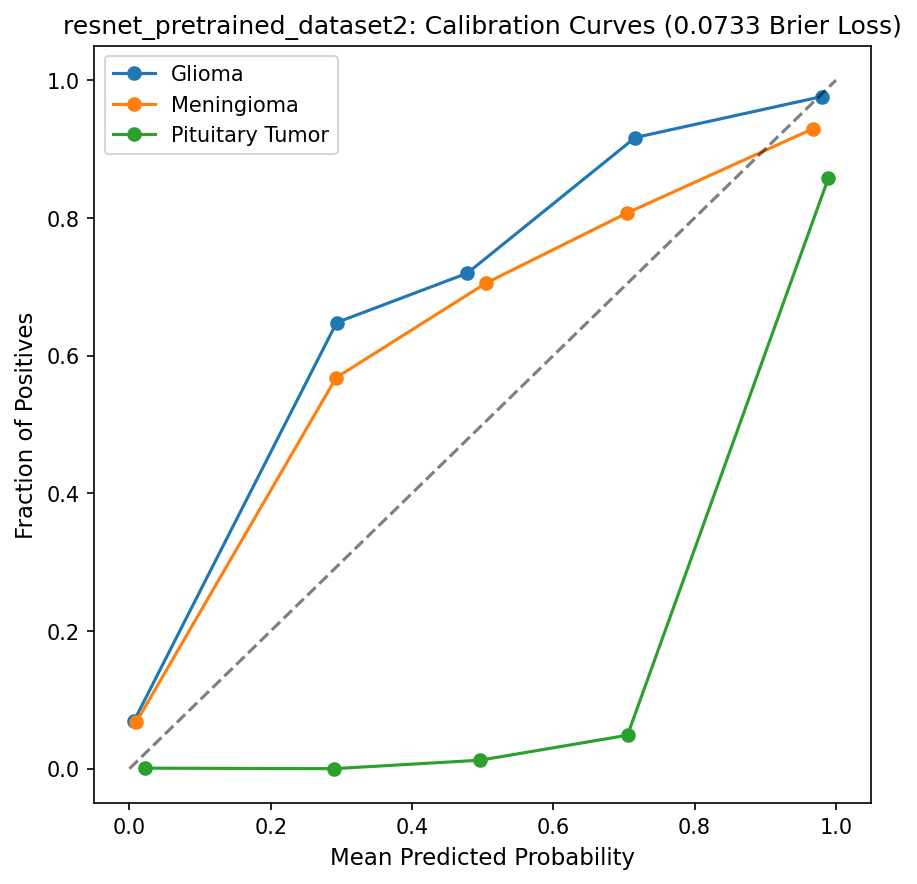 resnet_pretrained_dataset2: Calibration Curves (0.0733 Brier Loss)
Glioma
Meningioma
Pituitary Tumor
1.0
0.8
0.6
0.4
0.2
0.0
Fraction of Positives
0.0 0.2 0.4 0.6 0.8 1.0
Mean Predicted Probability